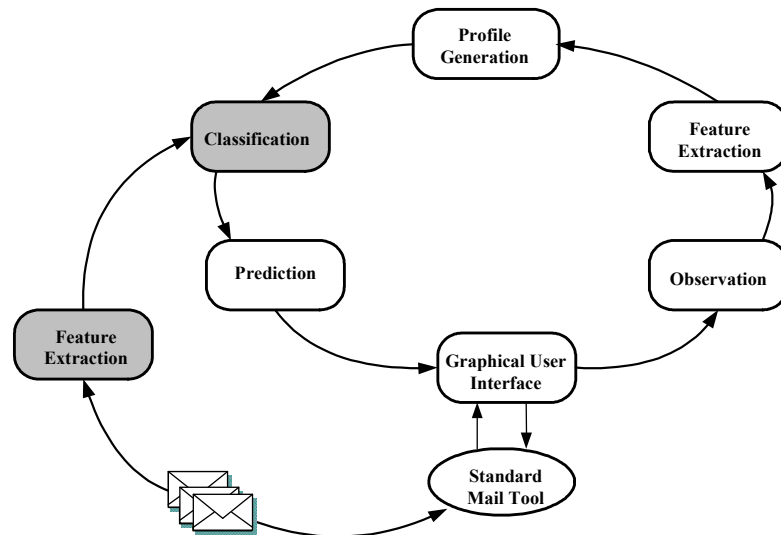 Profile
Generation
Classification
Feature
Extraction
Prediction
Observation
Feature
Extraction
Graphical User
Interface
Standard
Mail Tool